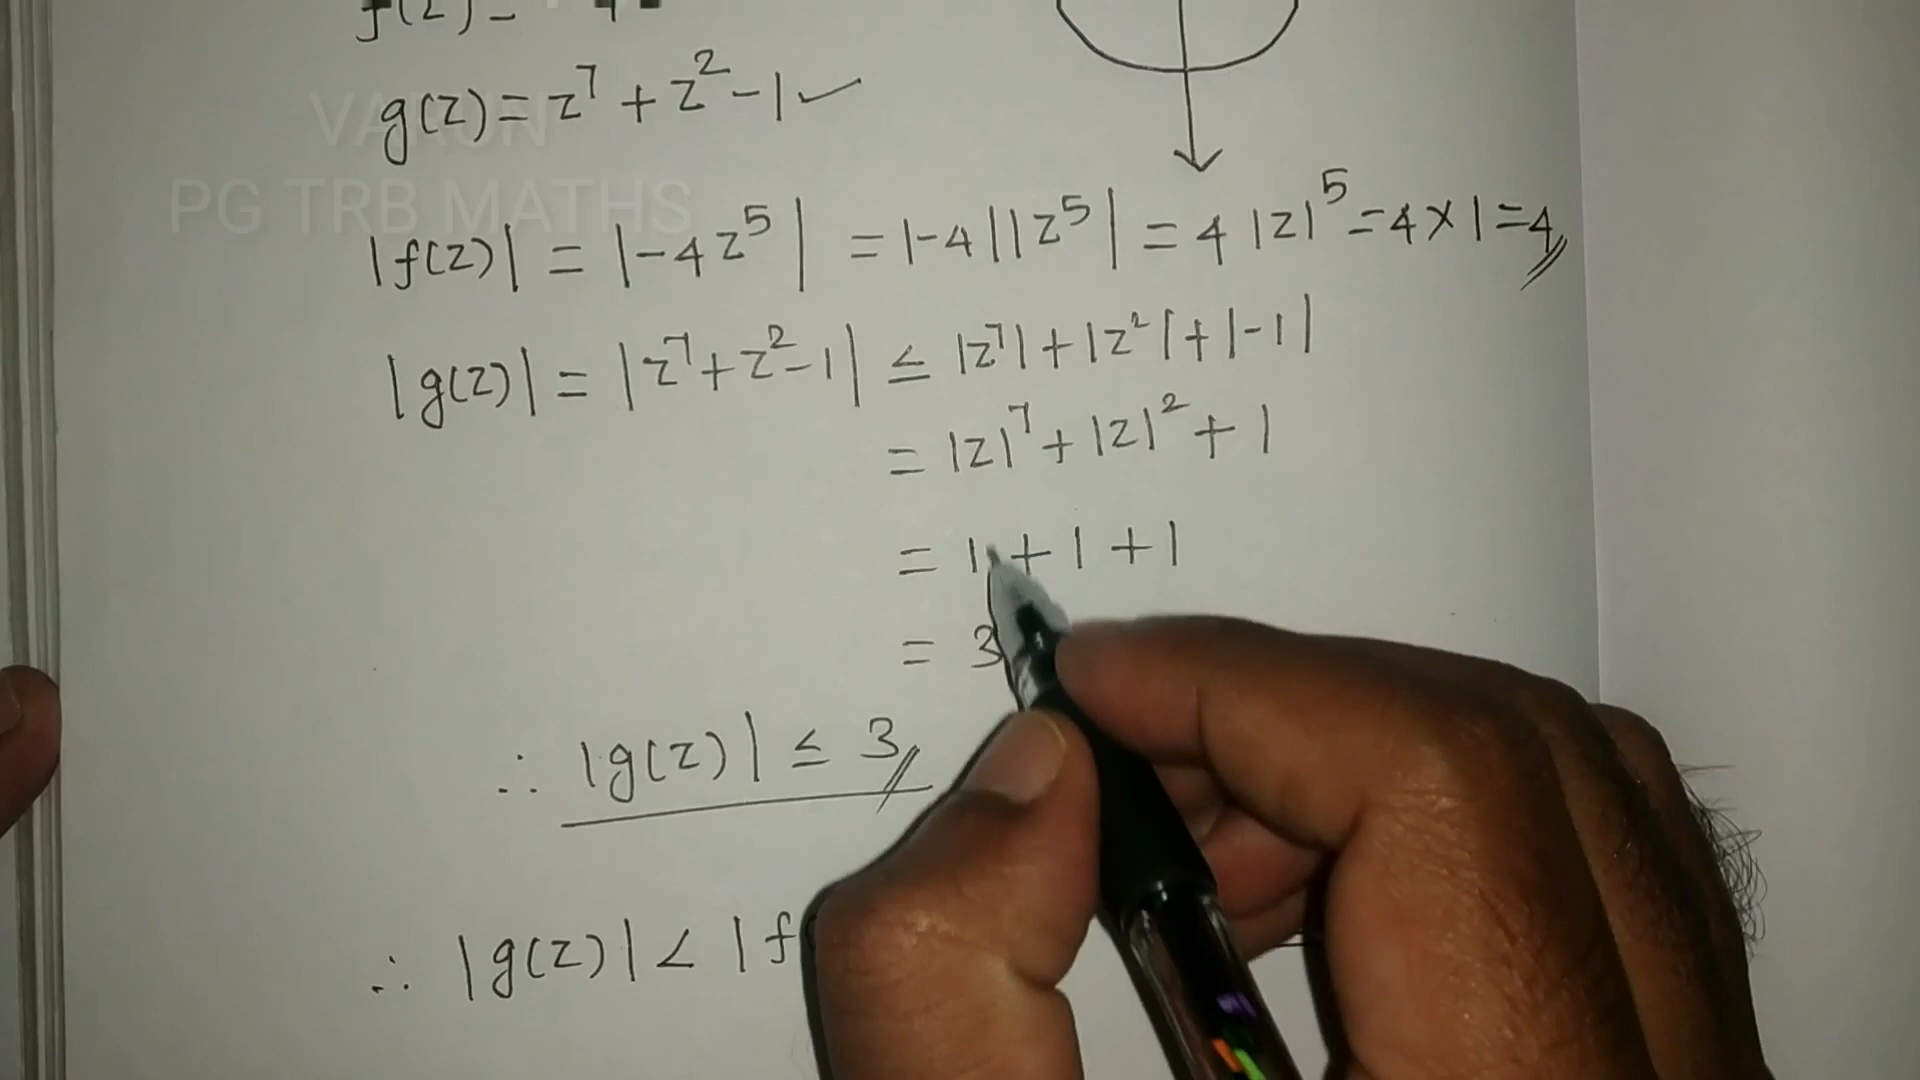 f(z) =
g(z) = z⁷ + z² - 1 ✓
VARUN
PG TRB MATHS
|f(z)| = |-4z⁵| = |-4||z⁵| = 4|z|⁵ = 4×1 = 4
|g(z)| = |z⁷+z²-1| ≤ |z⁷|+|z²|+|-1|
= |z|⁷+|z|²+1
= 1+1+1
= 3
∴ |g(z)| ≤ 3
∴ |g(z)| < |f